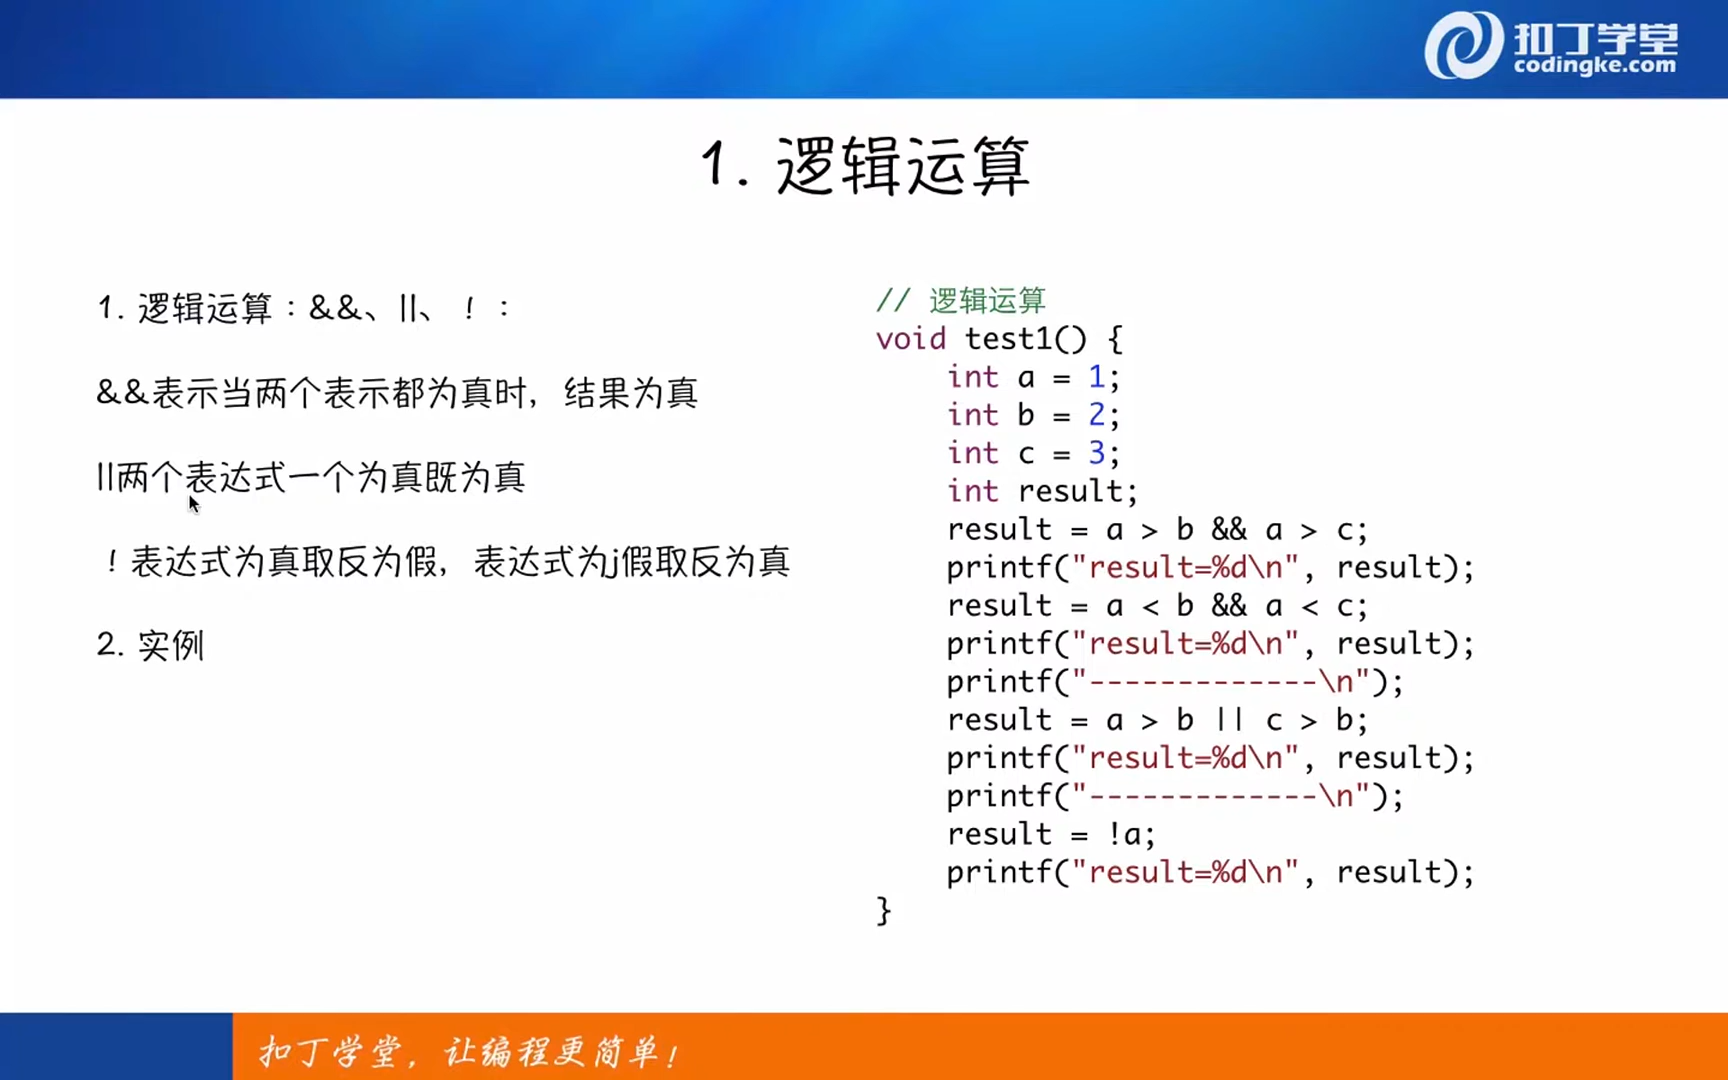 扣丁学堂
codingke.com
1. 逻辑运算
1. 逻辑运算：&&、||、！：
&&表示当两个表示都为真时，结果为真
||两个表达式一个为真既为真
！表达式为真取反为假，表达式为j假取反为真
2. 实例
// 逻辑运算
void test1() {
    int a = 1;
    int b = 2;
    int c = 3;
    int result;
    result = a > b && a > c;
    printf("result=%d\n", result);
    result = a < b && a < c;
    printf("result=%d\n", result);
    printf("-------------\n");
    result = a > b || c > b;
    printf("result=%d\n", result);
    printf("-------------\n");
    result = !a;
    printf("result=%d\n", result);
}
扣丁学堂，让编程更简单！